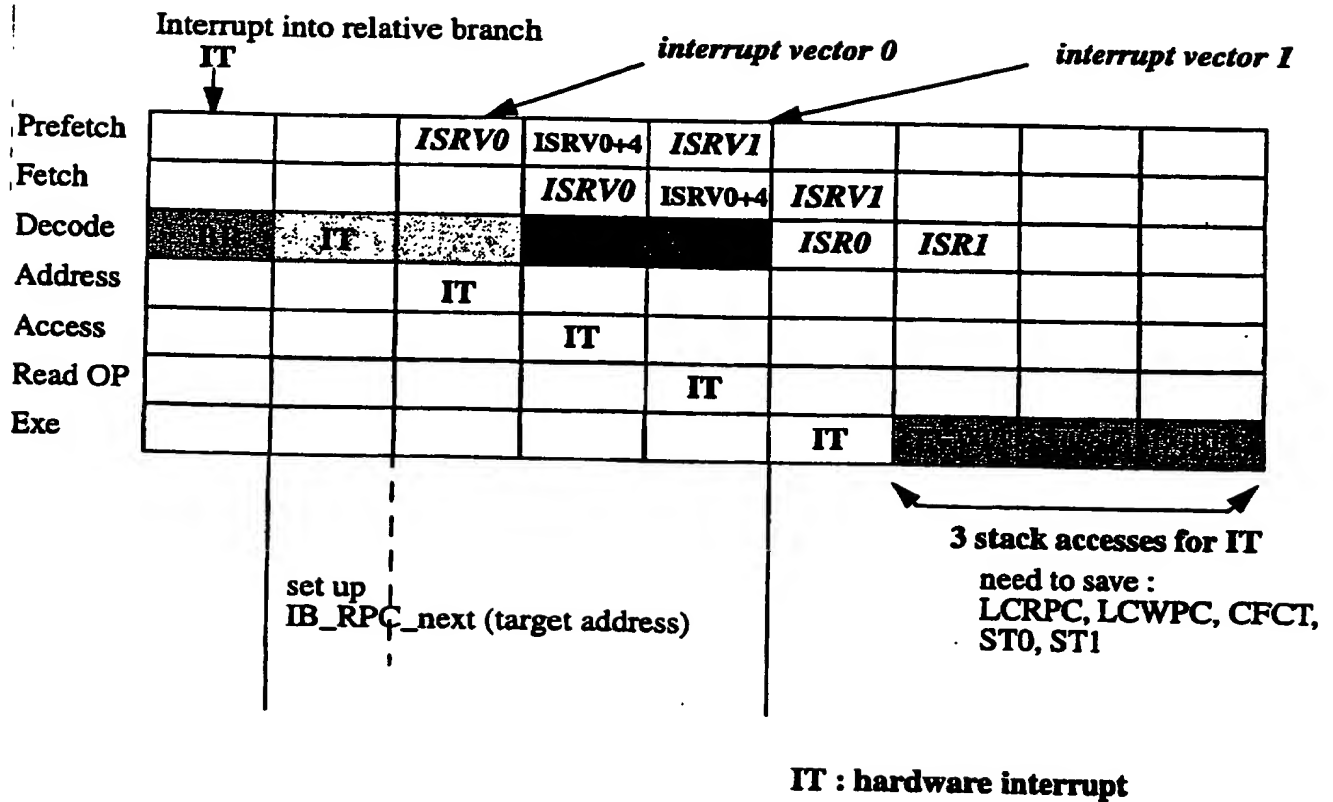 Interrupt into relative branch
IT
interrupt vector 0
interrupt vector 1
Prefetch ISRV0 ISRV0+4 ISRV1
Fetch ISRV0 ISRV0+4 ISRV1
Decode IT ISR0 ISR1
Address IT
Access IT
Read OP IT
Exe IT
3 stack accesses for IT
need to save :
LCRPC, LCWPC, CFCT,
ST0, ST1
set up
IB_RPC_next (target address)
IT : hardware interrupt